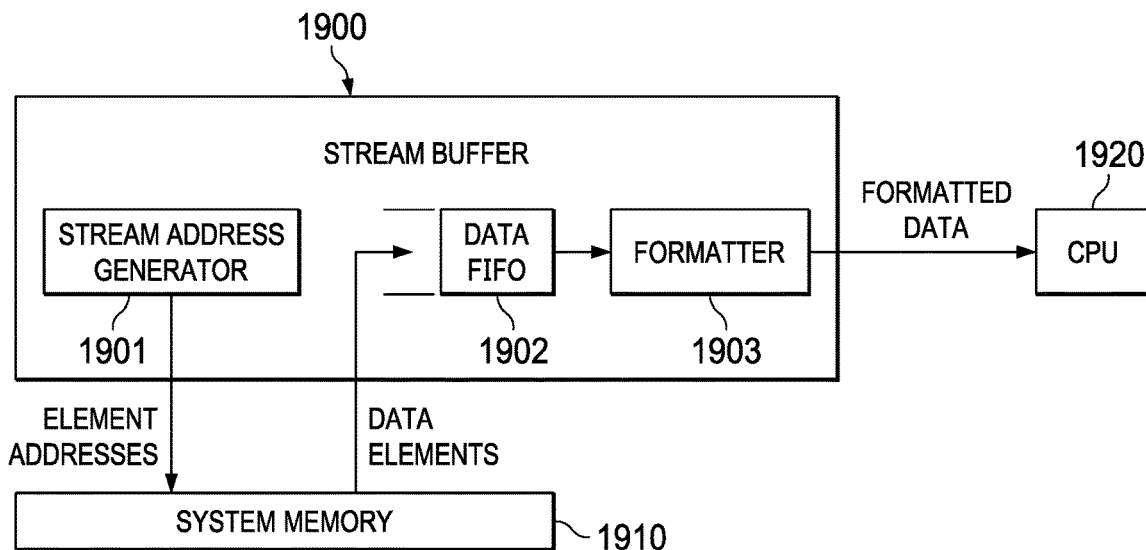 1900
STREAM BUFFER
1920
FORMATTED
DATA
STREAM ADDRESS
GENERATOR
DATA
FIFO
FORMATTER
CPU
1901
1902
1903
ELEMENT
ADDRESSES
DATA
ELEMENTS
SYSTEM MEMORY
1910